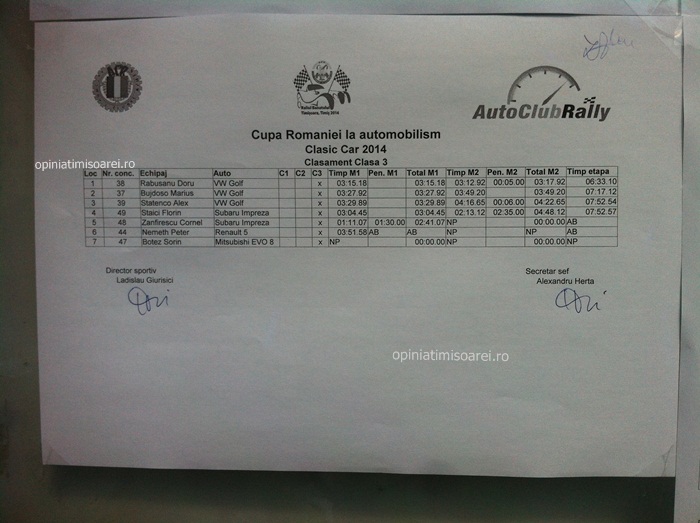 AutoClubRally
Timişoara, Timiş 2014
Cupa Romaniei la automobilism
Clasic Car 2014
Clasament Clasa 3
opiniatimisoarei.ro
Loc Nr. conc. Echipaj Auto C1 C2 C3 Timp M1 Pen. M1 Total M1 Timp M2 Pen. M2 Total M2 Timp etapa
1 38 Rabusanu Doru VW Golf x 03:15.18 03:15.18 03:12.92 00:05.00 03:17.92 06:33.10
2 37 Bujdoso Marius VW Golf x 03:27.92 03:27.92 03:49.20 03:49.20 07:17.12
3 39 Statenco Alex VW Golf x 03:29.89 03:29.89 04:16.65 00:06.00 04:22.65 07:52.54
4 49 Staici Florin Subaru Impreza x 03:04.45 03:04.45 02:13.12 02:35.00 04:48.12 07:52.57
5 48 Zanfirescu Cornel Subaru Impreza x 01:11.07 01:30.00 02:41.07 NP 00:00.00 AB
6 44 Nemeth Peter Renault 5 x 03:51.58 AB AB NP NP AB
7 47 Botez Sorin Mitsubishi EVO 8 x NP 00:00.00 NP 00:00.00 NP
Director sportiv
Ladislau Giurisici
Secretar sef
Alexandru Herta
opiniatimisoarei.ro